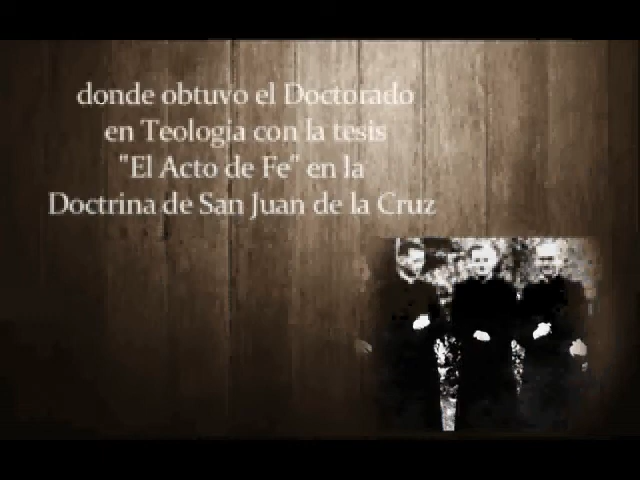 donde obtuvo el Doctorado
en Teologia con la tesis
"El Acto de Fe" en la
Doctrina de San Juan de la Cruz